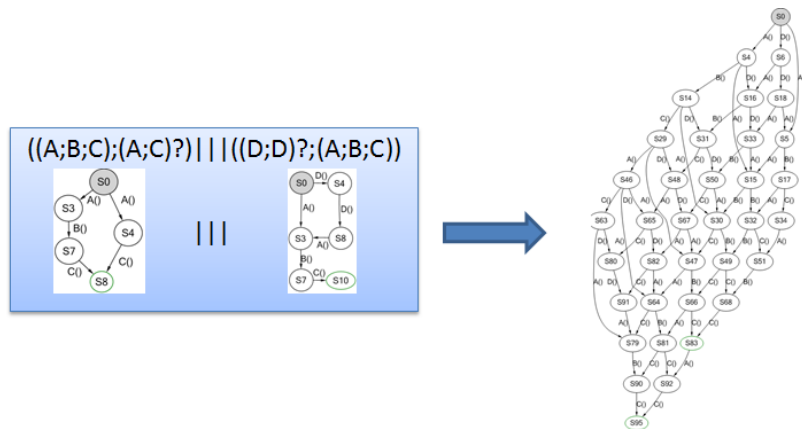 ((A;B;C);(A;C)?)|||((D;D)?;(A;B;C))
S0
A() A()
S3
S4
B()
S7
C() C()
S8
|||
S0 D() S4
A() D()
S3 A() S8
B()
S7 C() S10
S0
A() D()
S4 S6 A
B() D() A() D()
S14 S16 S18
C() D() B() A() D() A() A()
S29 S31 S33 S5
A() D() A() C() D() B() A() B()
S46 S48 S50 S15 S17
C() D() A() D() A() C() A() B() B() C()
S63 S65 S67 S30 S32 S34
D() A() C() D() A() A() C() B() B() C() A()
S80 S82 S47 S49 S51
A() D() A() A() B() C() C() B()
S91 S64 S66 S68
A() C() B() A() C() C()
S79 S81 S83
B() C() C() A()
S90 S92
C() C()
S95